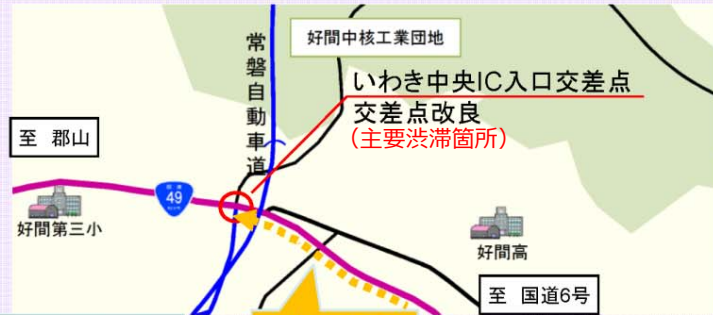 好間中核工業団地
常磐自動車道
いわき中央IC入口交差点
交差点改良
(主要渋滞箇所)
至 郡山
49
好間第三小
好間高
至 国道6号